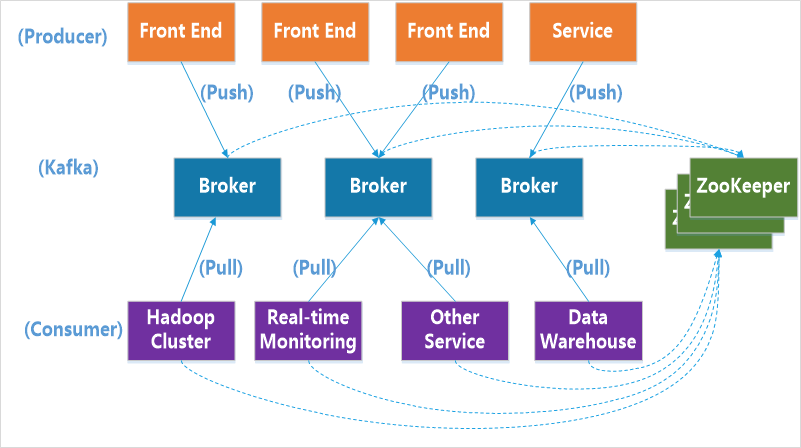 (Producer)
Front End
Front End
Front End
Service
(Push)
(Push)
(Push)
(Push)
(Kafka)
Broker
Broker
Broker
ZooKeeper
(Pull)
(Pull)
(Pull)
(Pull)
(Consumer)
Hadoop
Cluster
Real-time
Monitoring
Other
Service
Data
Warehouse